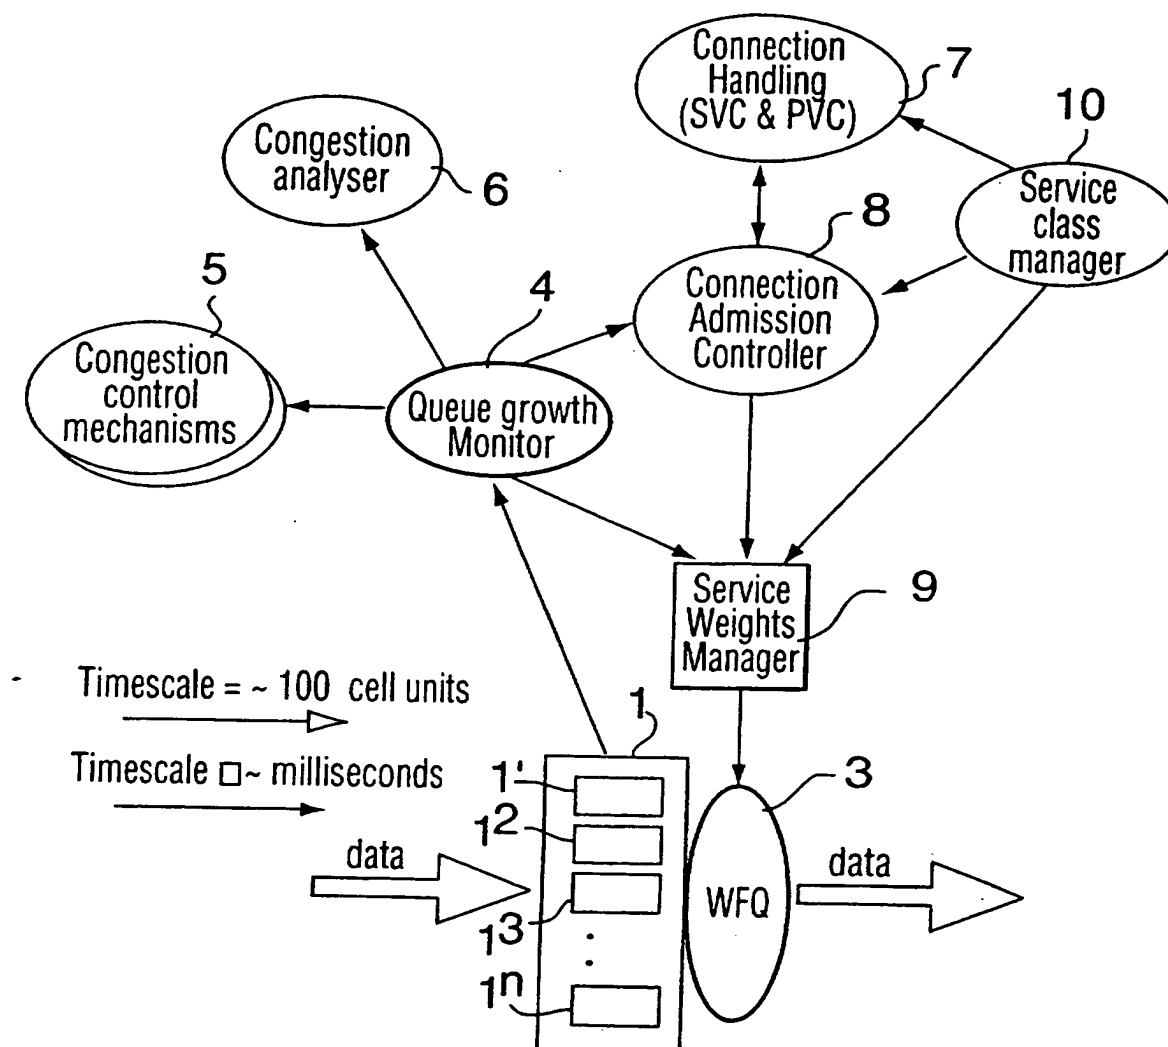 Connection
Handling
(SVC & PVC)
7
10
Congestion
analyser
6
Service
class
manager
8
5
4
Connection
Admission
Controller
Congestion
control
mechanisms
Queue growth
Monitor
Service
Weights
Manager
9
Timescale = ~ 100 cell units
Timescale □~ milliseconds
1
1'
3
1²
data
data
1³
WFQ
1ⁿ